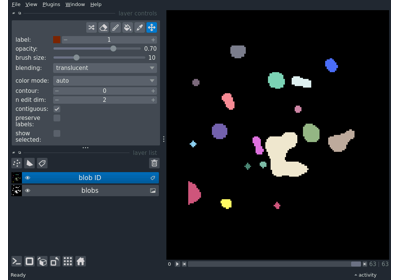 File View Plugins Window Help
layer controls
label: 1
opacity: 0.70
brush size: 10
blending: translucent
color mode: auto
contour: 0
n edit dim: 2
contiguous:
preserve
labels:
show
selected:
layer list
blob ID
blobs
Ready
63 63
activity